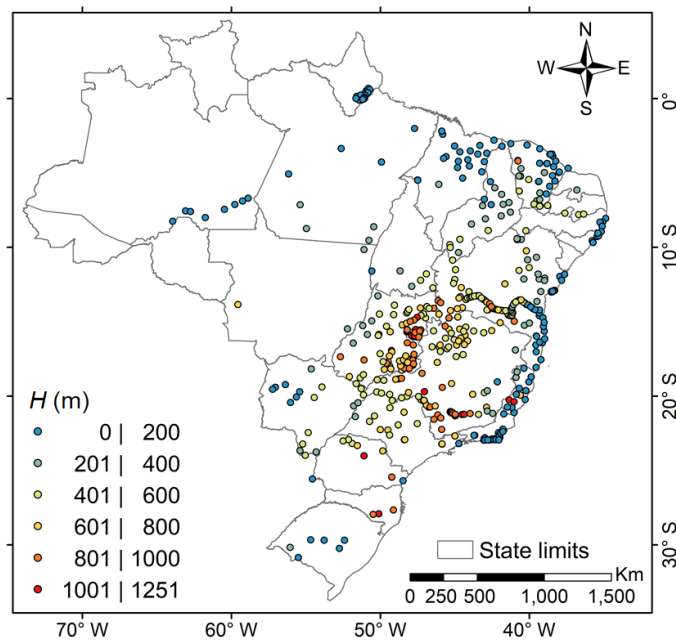 N
W E
S
0°
10° S
20° S
30° S
H (m)
0 | 200
201 | 400
401 | 600
601 | 800
801 | 1000
1001 | 1251
State limits
Km
0 250 500 1,000 1,500
70° W 60° W 50° W 40° W